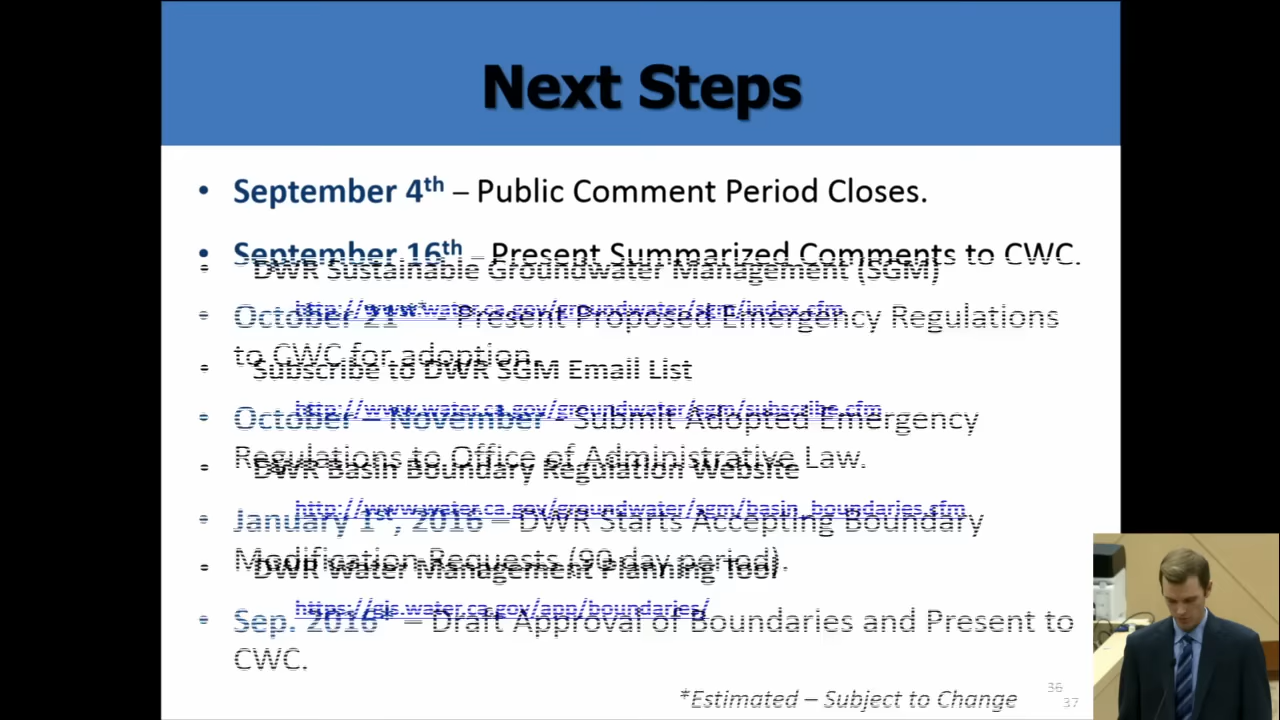 Next Steps
• September 4th – Public Comment Period Closes.
• September 16th – Present Summarized Comments to CWC.
• DWR Sustainable Groundwater Management (SGM)
http://www.water.ca.gov/groundwater/sgm/index.cfm
• October 21st* - Present Proposed Emergency Regulations
to CWC for adoption.
• Subscribe to DWR SGM Email List
http://www.water.ca.gov/groundwater/sgm/subscribe.cfm
• October – November - Submit Adopted Emergency
Regulations to Office of Administrative Law.
• DWR Basin Boundary Regulation Website
http://www.water.ca.gov/groundwater/sgm/basin_boundaries.cfm
• January 1st, 2016 – DWR Starts Accepting Boundary
Modification Requests (90 day period).
• DWR Water Management Planning Tool
https://gis.water.ca.gov/app/boundaries/
• Sep. 2016* – Draft Approval of Boundaries and Present to
CWC.
*Estimated – Subject to Change
36
37